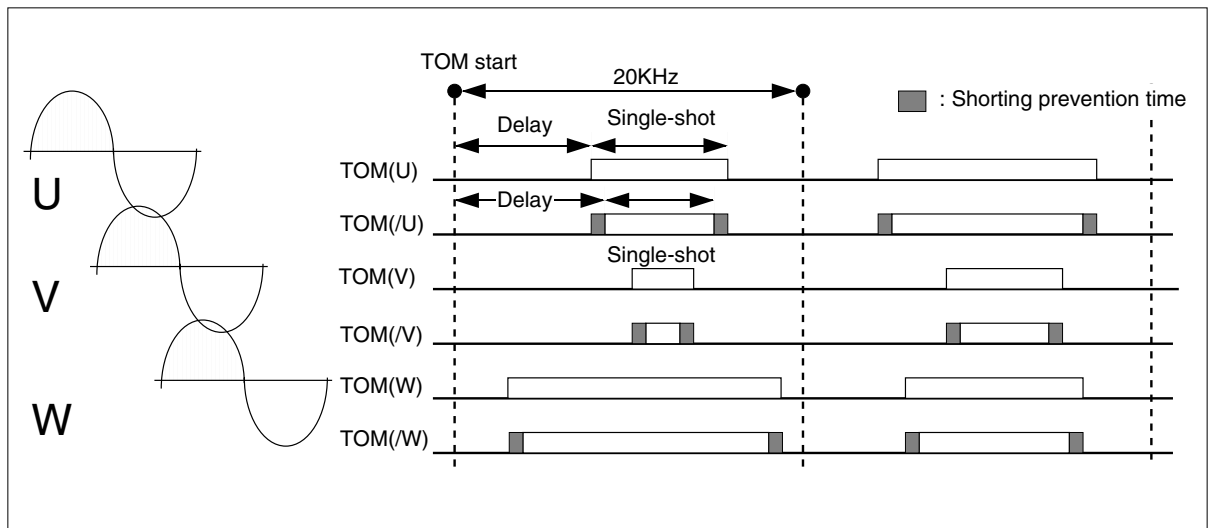 TOM start
20KHz
: Shorting prevention time
Delay
Single-shot
TOM(U)
U
Delay
TOM(/U)
Single-shot
TOM(V)
V
TOM(/V)
TOM(W)
W
TOM(/W)